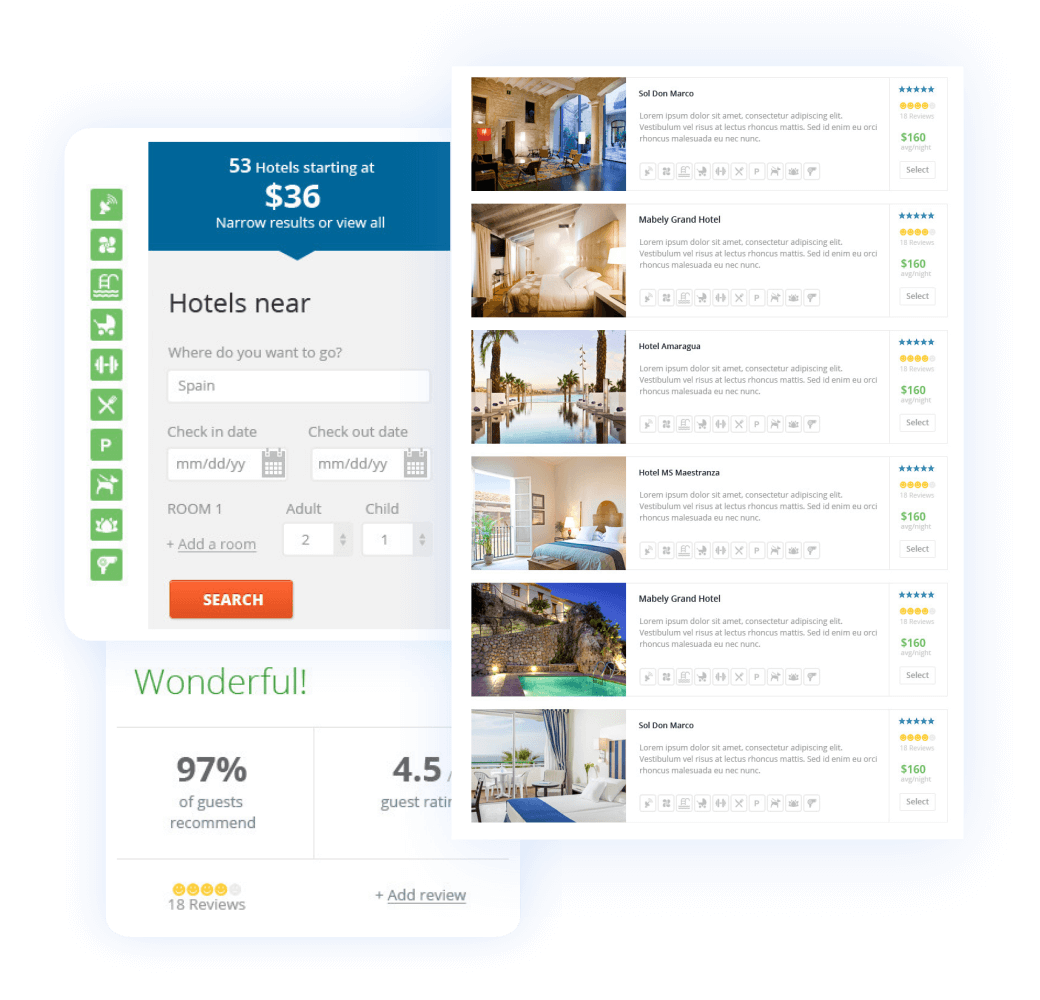 53 Hotels starting at
$36
Narrow results or view all
Hotels near
Where do you want to go?
Spain
Check in date
Check out date
mm/dd/yy
mm/dd/yy
ROOM 1
Adult
Child
+ Add a room
2
1
P
SEARCH
Wonderful!
97%
of guests
recommend
4.5 /
guest ratin
18 Reviews
+ Add review
Sol Don Marco
Lorem ipsum dolor sit amet, consectetur adipiscing elit.
Vestibulum vel risus at lectus rhoncus mattis. Sed id enim eu orci
rhoncus malesuada eu nec nunc.
P
18 Reviews
$160
avg/night
Select
Mabely Grand Hotel
Lorem ipsum dolor sit amet, consectetur adipiscing elit.
Vestibulum vel risus at lectus rhoncus mattis. Sed id enim eu orci
rhoncus malesuada eu nec nunc.
P
18 Reviews
$160
avg/night
Select
Hotel Amaragua
Lorem ipsum dolor sit amet, consectetur adipiscing elit.
Vestibulum vel risus at lectus rhoncus mattis. Sed id enim eu orci
rhoncus malesuada eu nec nunc.
P
18 Reviews
$160
avg/night
Select
Hotel MS Maestranza
Lorem ipsum dolor sit amet, consectetur adipiscing elit.
Vestibulum vel risus at lectus rhoncus mattis. Sed id enim eu orci
rhoncus malesuada eu nec nunc.
P
18 Reviews
$160
avg/night
Select
Mabely Grand Hotel
Lorem ipsum dolor sit amet, consectetur adipiscing elit.
Vestibulum vel risus at lectus rhoncus mattis. Sed id enim eu orci
rhoncus malesuada eu nec nunc.
P
18 Reviews
$160
avg/night
Select
Sol Don Marco
Lorem ipsum dolor sit amet, consectetur adipiscing elit.
Vestibulum vel risus at lectus rhoncus mattis. Sed id enim eu orci
rhoncus malesuada eu nec nunc.
P
18 Reviews
$160
avg/night
Select